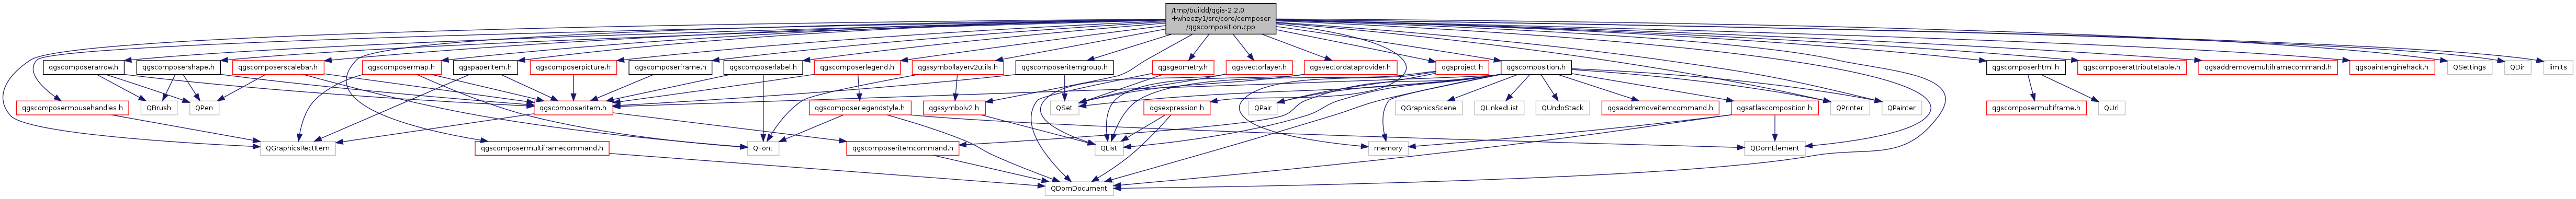 /tmp/buildd/qgis-2.2.0
+wheezy1/src/core/composer
/qgscomposition.cpp
qgscomposerarrow.h
qgscomposershape.h
qgscomposerscalebar.h
qgscomposermap.h
qgspaperitem.h
qgscomposerpicture.h
qgscomposerframe.h
qgscomposerlabel.h
qgscomposerlegend.h
qgssymbollayerv2utils.h
qgscomposeritemgroup.h
qgsgeometry.h
qgsvectorlayer.h
qgsvectordataprovider.h
qgsproject.h
qgscomposition.h
qgscomposerhtml.h
qgscomposerattributetable.h
qgsaddremovemultiframecommand.h
qgspaintenginehack.h
QSettings
QDir
limits
qgscomposermousehandles.h
QBrush
QPen
qgscomposeritem.h
qgscomposerlegendstyle.h
qgssymbolv2.h
QSet
qgsexpression.h
QPair
QGraphicsScene
QLinkedList
QUndoStack
qgsaddremoveitemcommand.h
qgsatlascomposition.h
QPrinter
QPainter
qgscomposermultiframe.h
QUrl
QGraphicsRectItem
qgscomposermultiframecommand.h
QFont
qgscomposeritemcommand.h
QList
memory
QDomElement
QDomDocument